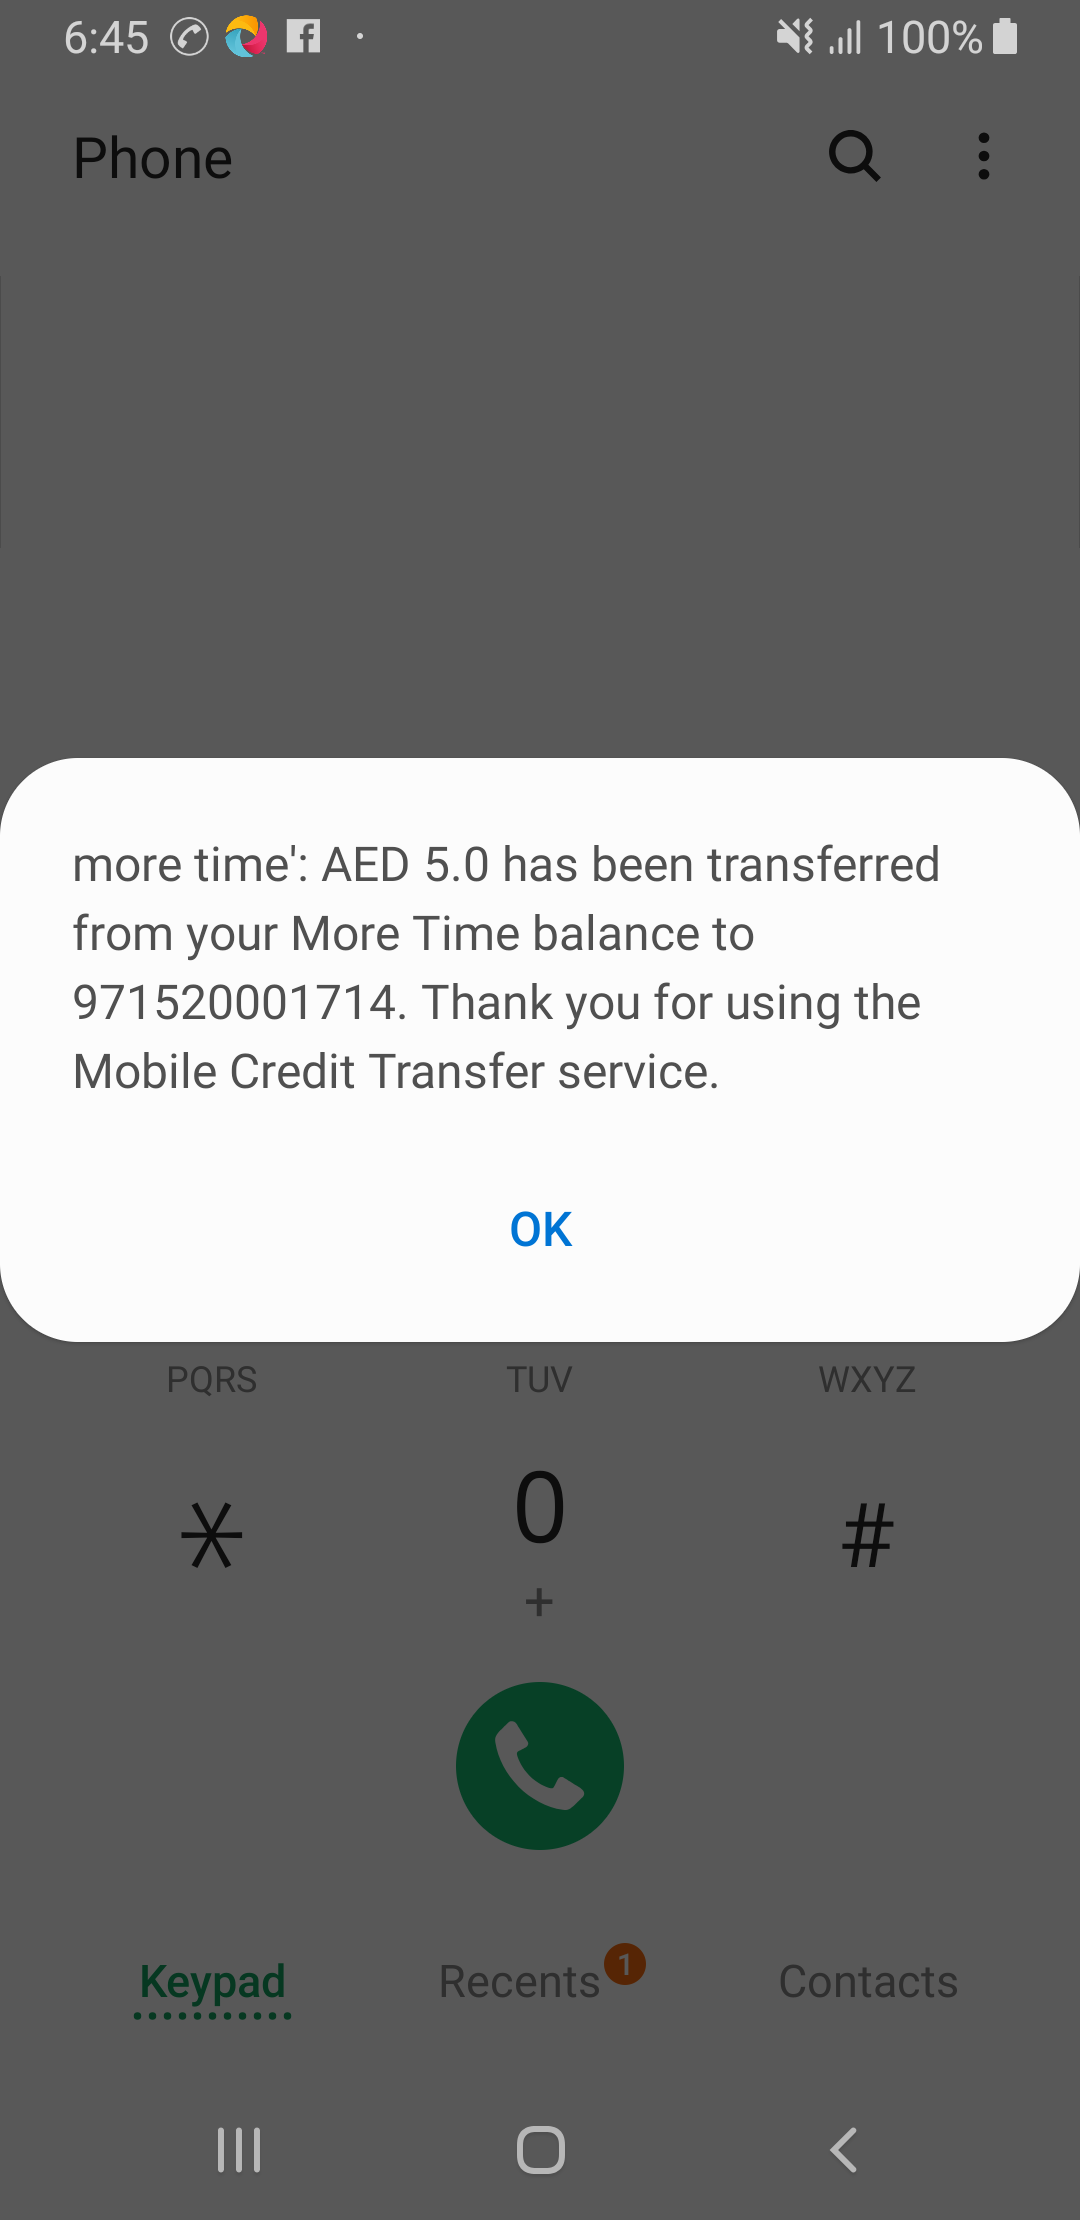 6:45 100%
Phone
more time': AED 5.0 has been transferred
from your More Time balance to
971520001714. Thank you for using the
Mobile Credit Transfer service.
OK
PQRS TUV WXYZ
* 0 #
+
Keypad Recents 1 Contacts